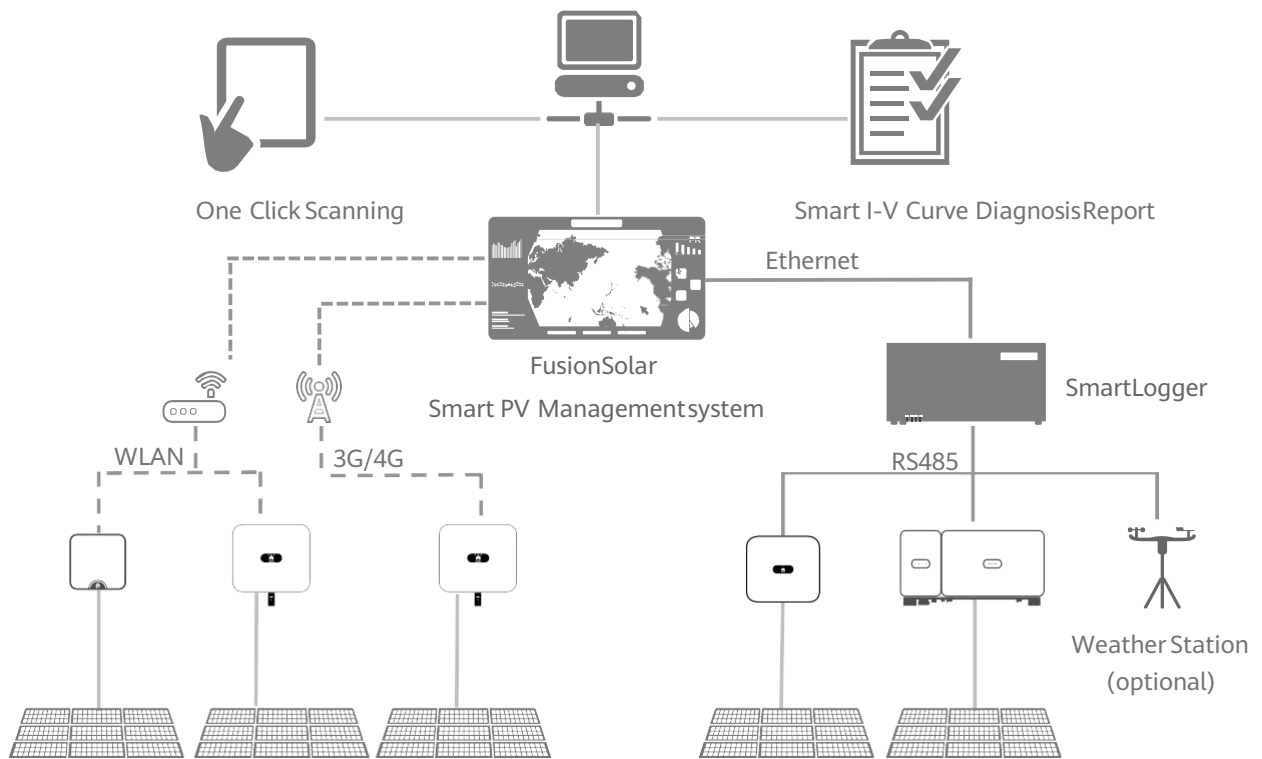 One Click Scanning
Smart I-V Curve DiagnosisReport
Ethernet
FusionSolar
Smart PV Managementsystem
SmartLogger
WLAN
3G/4G
RS485
Weather Station
(optional)